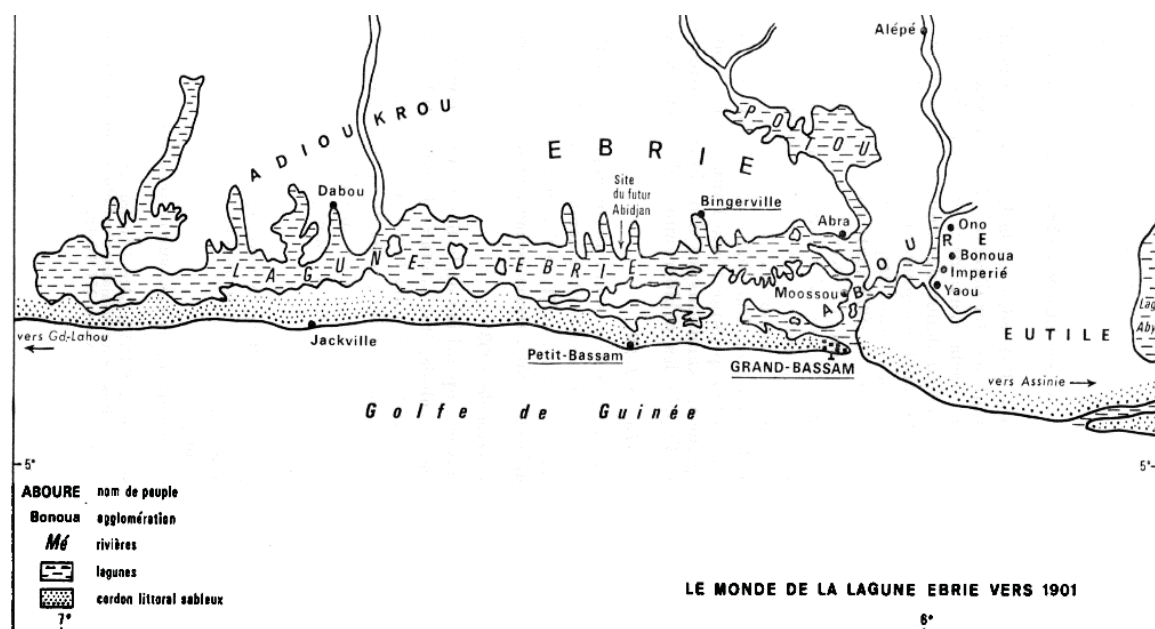 Alépé
ADIOUKROU
POTOU
EBRIE
Site
du futur
Abidjan
Dabou
Bingerville
Abra
Ono
Bonoua
Imperié
Yaou
ABOURE
LAGUNE EBRIE
Moossou
EUTILE
Lag
Aby
vers Gd-Lahou
Jackville
Petit-Bassam
GRAND-BASSAM
vers Assinie
Golfe de Guinée
5°
5°
ABOURE nom de peuple
Bonoua agglomération
Mé rivières
lagunes
cordon littoral sableux
LE MONDE DE LA LAGUNE EBRIE VERS 1901
7°
6°